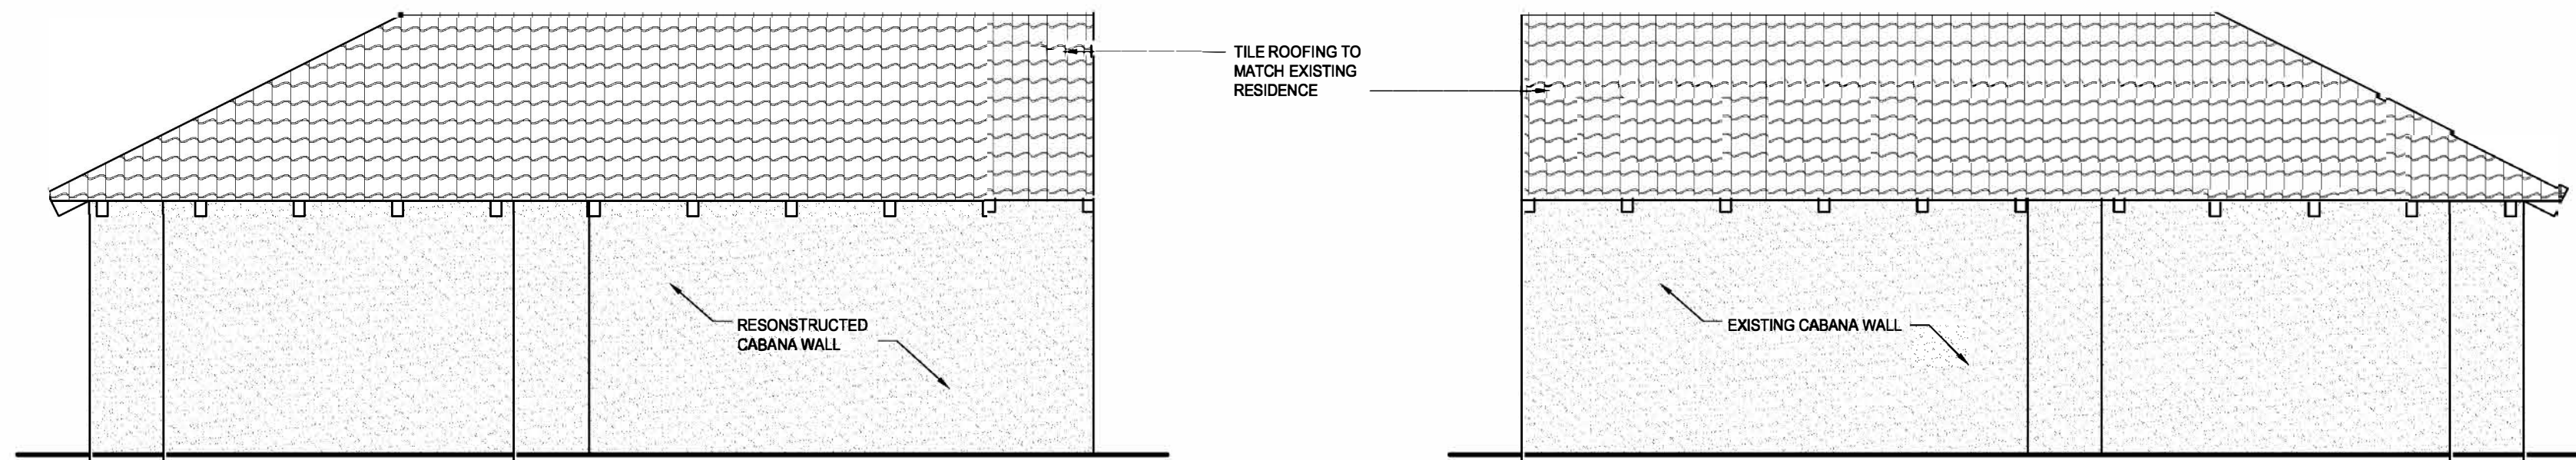 TILE ROOFING TO
MATCH EXISTING
RESIDENCE
RESONSTRUCTED
CABANA WALL
EXISTING CABANA WALL